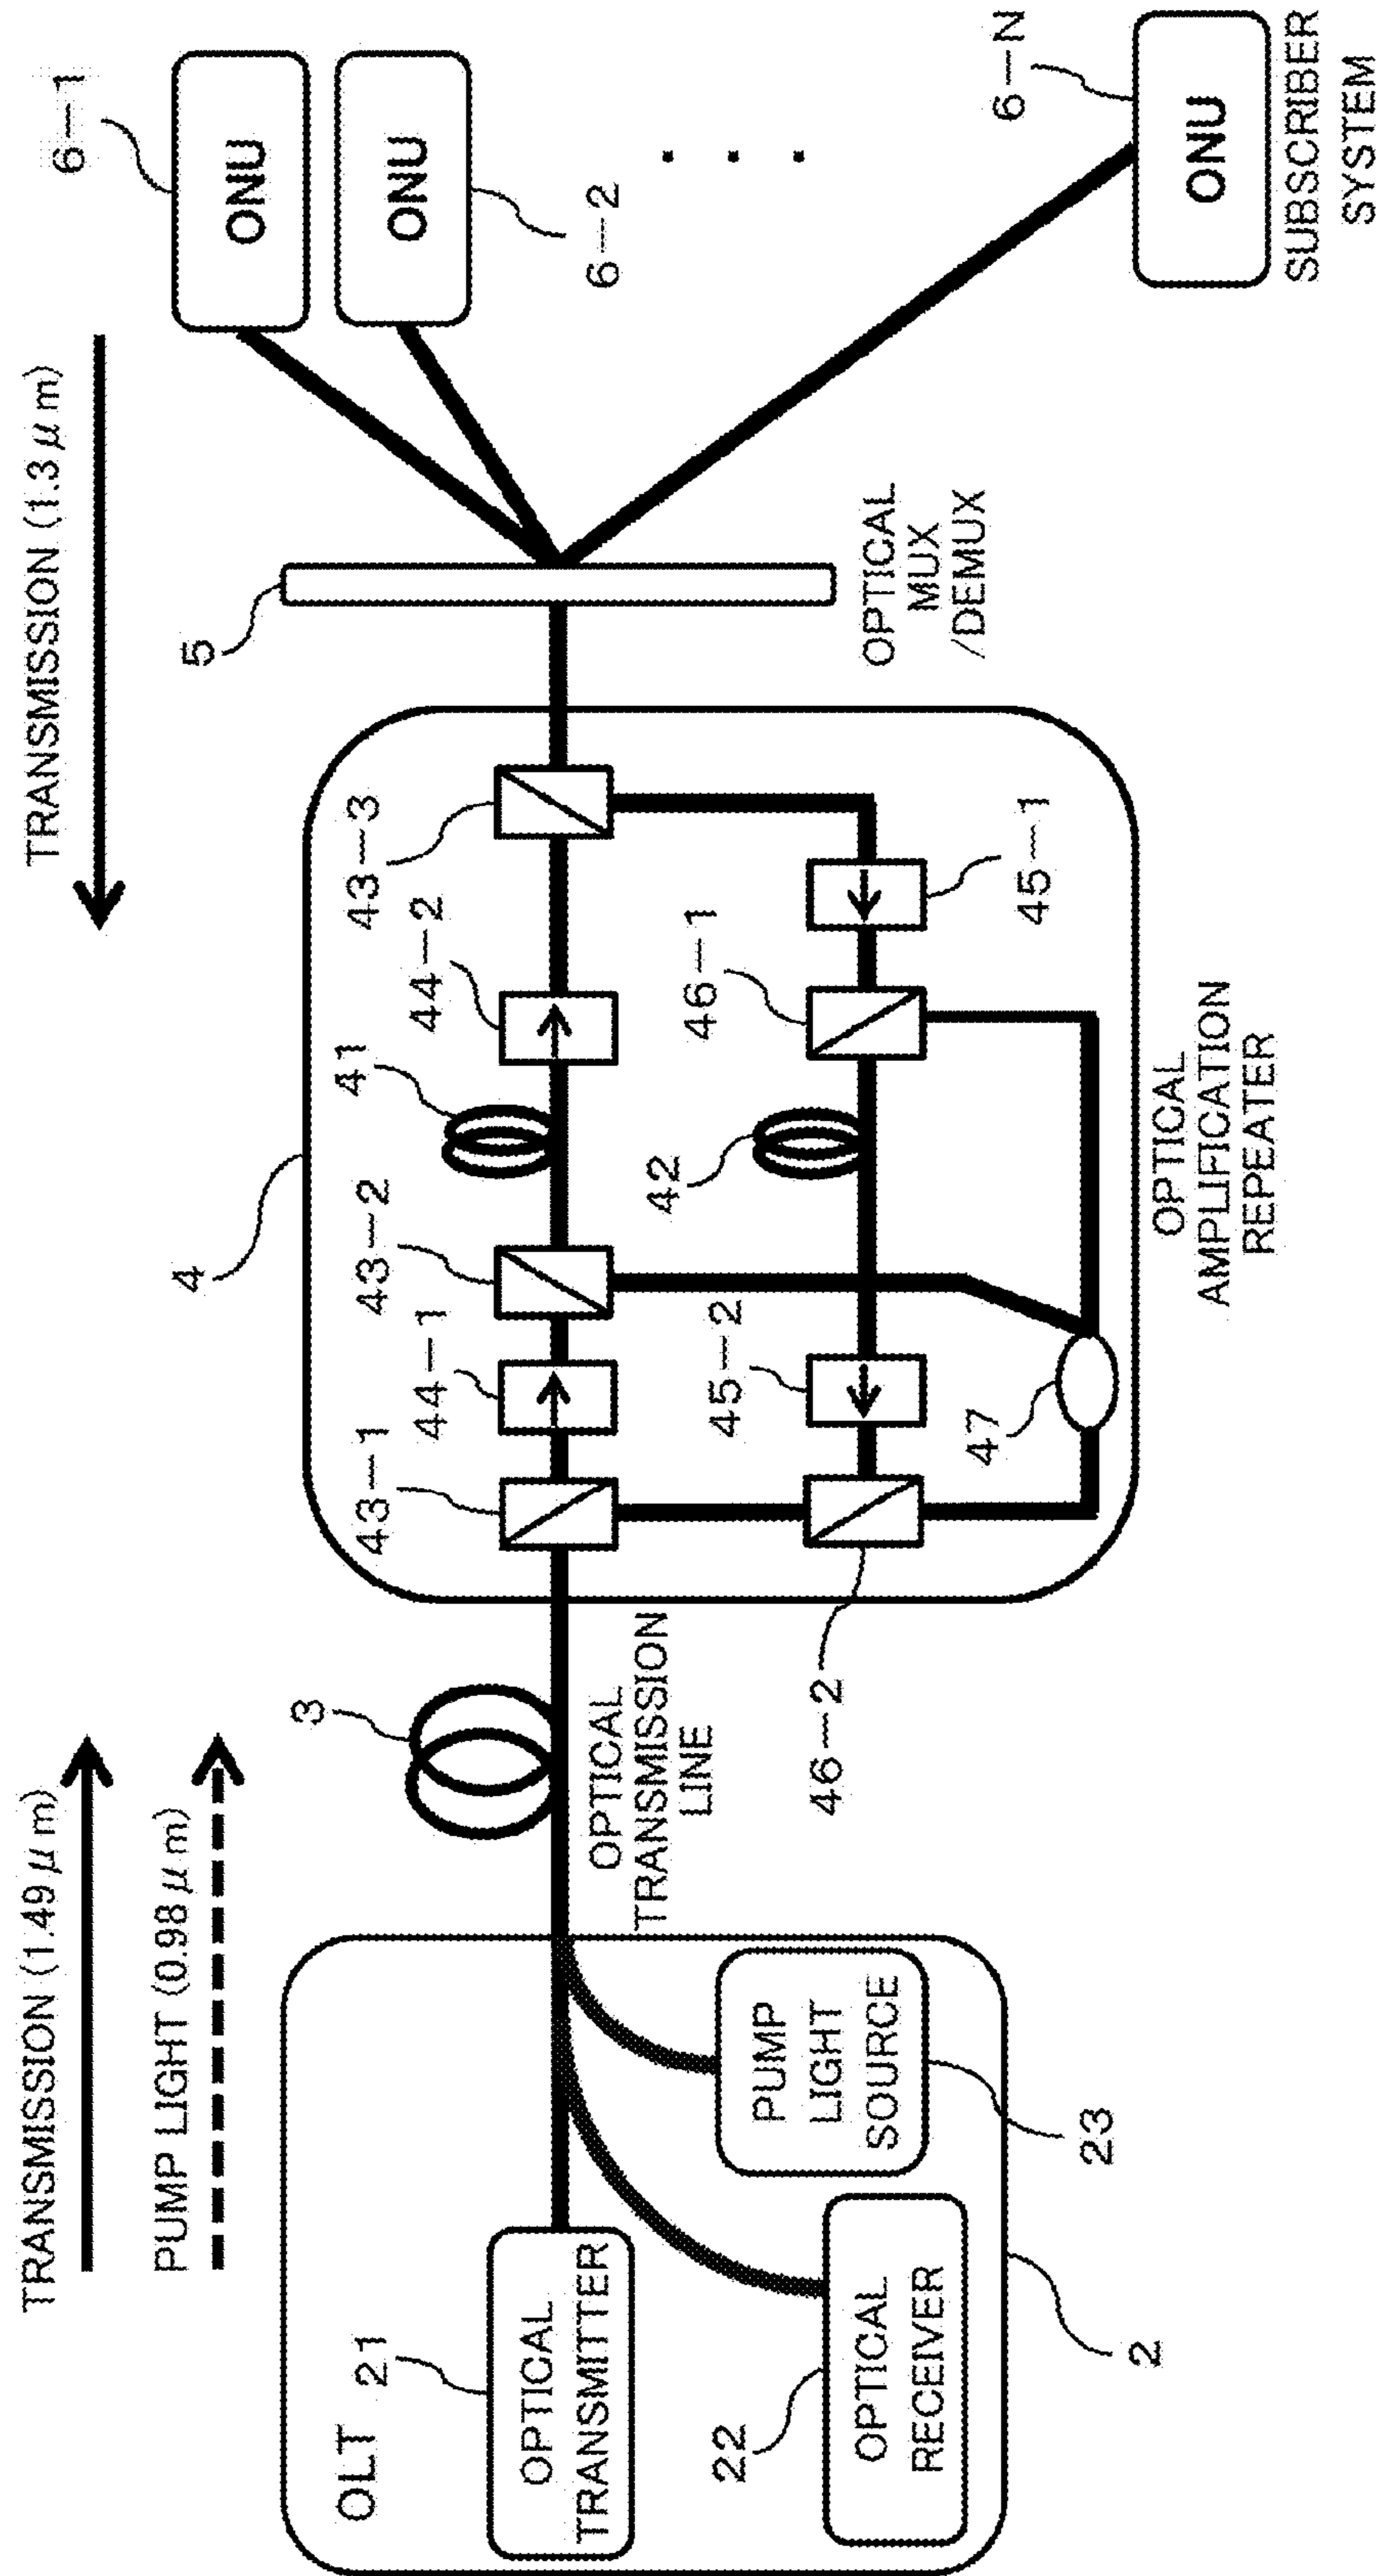 TRANSMISSION (1.49 μm)
PUMP LIGHT (0.98 μm)
TRANSMISSION (1.3 μm)
OLT
21
OPTICAL
TRANSMITTER
22
OPTICAL
RECEIVER
PUMP
LIGHT
SOURCE
23
2
3
OPTICAL
TRANSMISSION
LINE
4
43—1
44—1
43—2
41
44—2
43—3
46—2
45—2
42
46—1
45—1
47
OPTICAL
AMPLIFICATION
REPEATER
5
OPTICAL
MUX
/DEMUX
6—1
ONU
ONU
6—2
6—N
ONU
SUBSCRIBER
SYSTEM